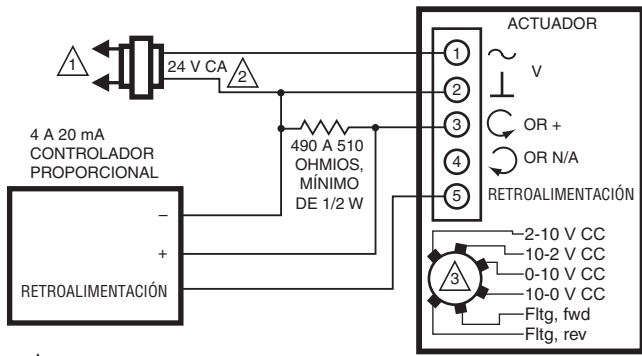 ACTUADOR
1
24 V CA
2
1
V
2
3
OR +
4 A 20 mA
CONTROLADOR
PROPORCIONAL
490 A 510
OHMIOS,
MÍNIMO
DE 1/2 W
4
OR N/A
5
RETROALIMENTACIÓN
–
+
RETROALIMENTACIÓN
3
2-10 V CC
10-2 V CC
0-10 V CC
10-0 V CC
Fltg, fwd
Fltg, rev